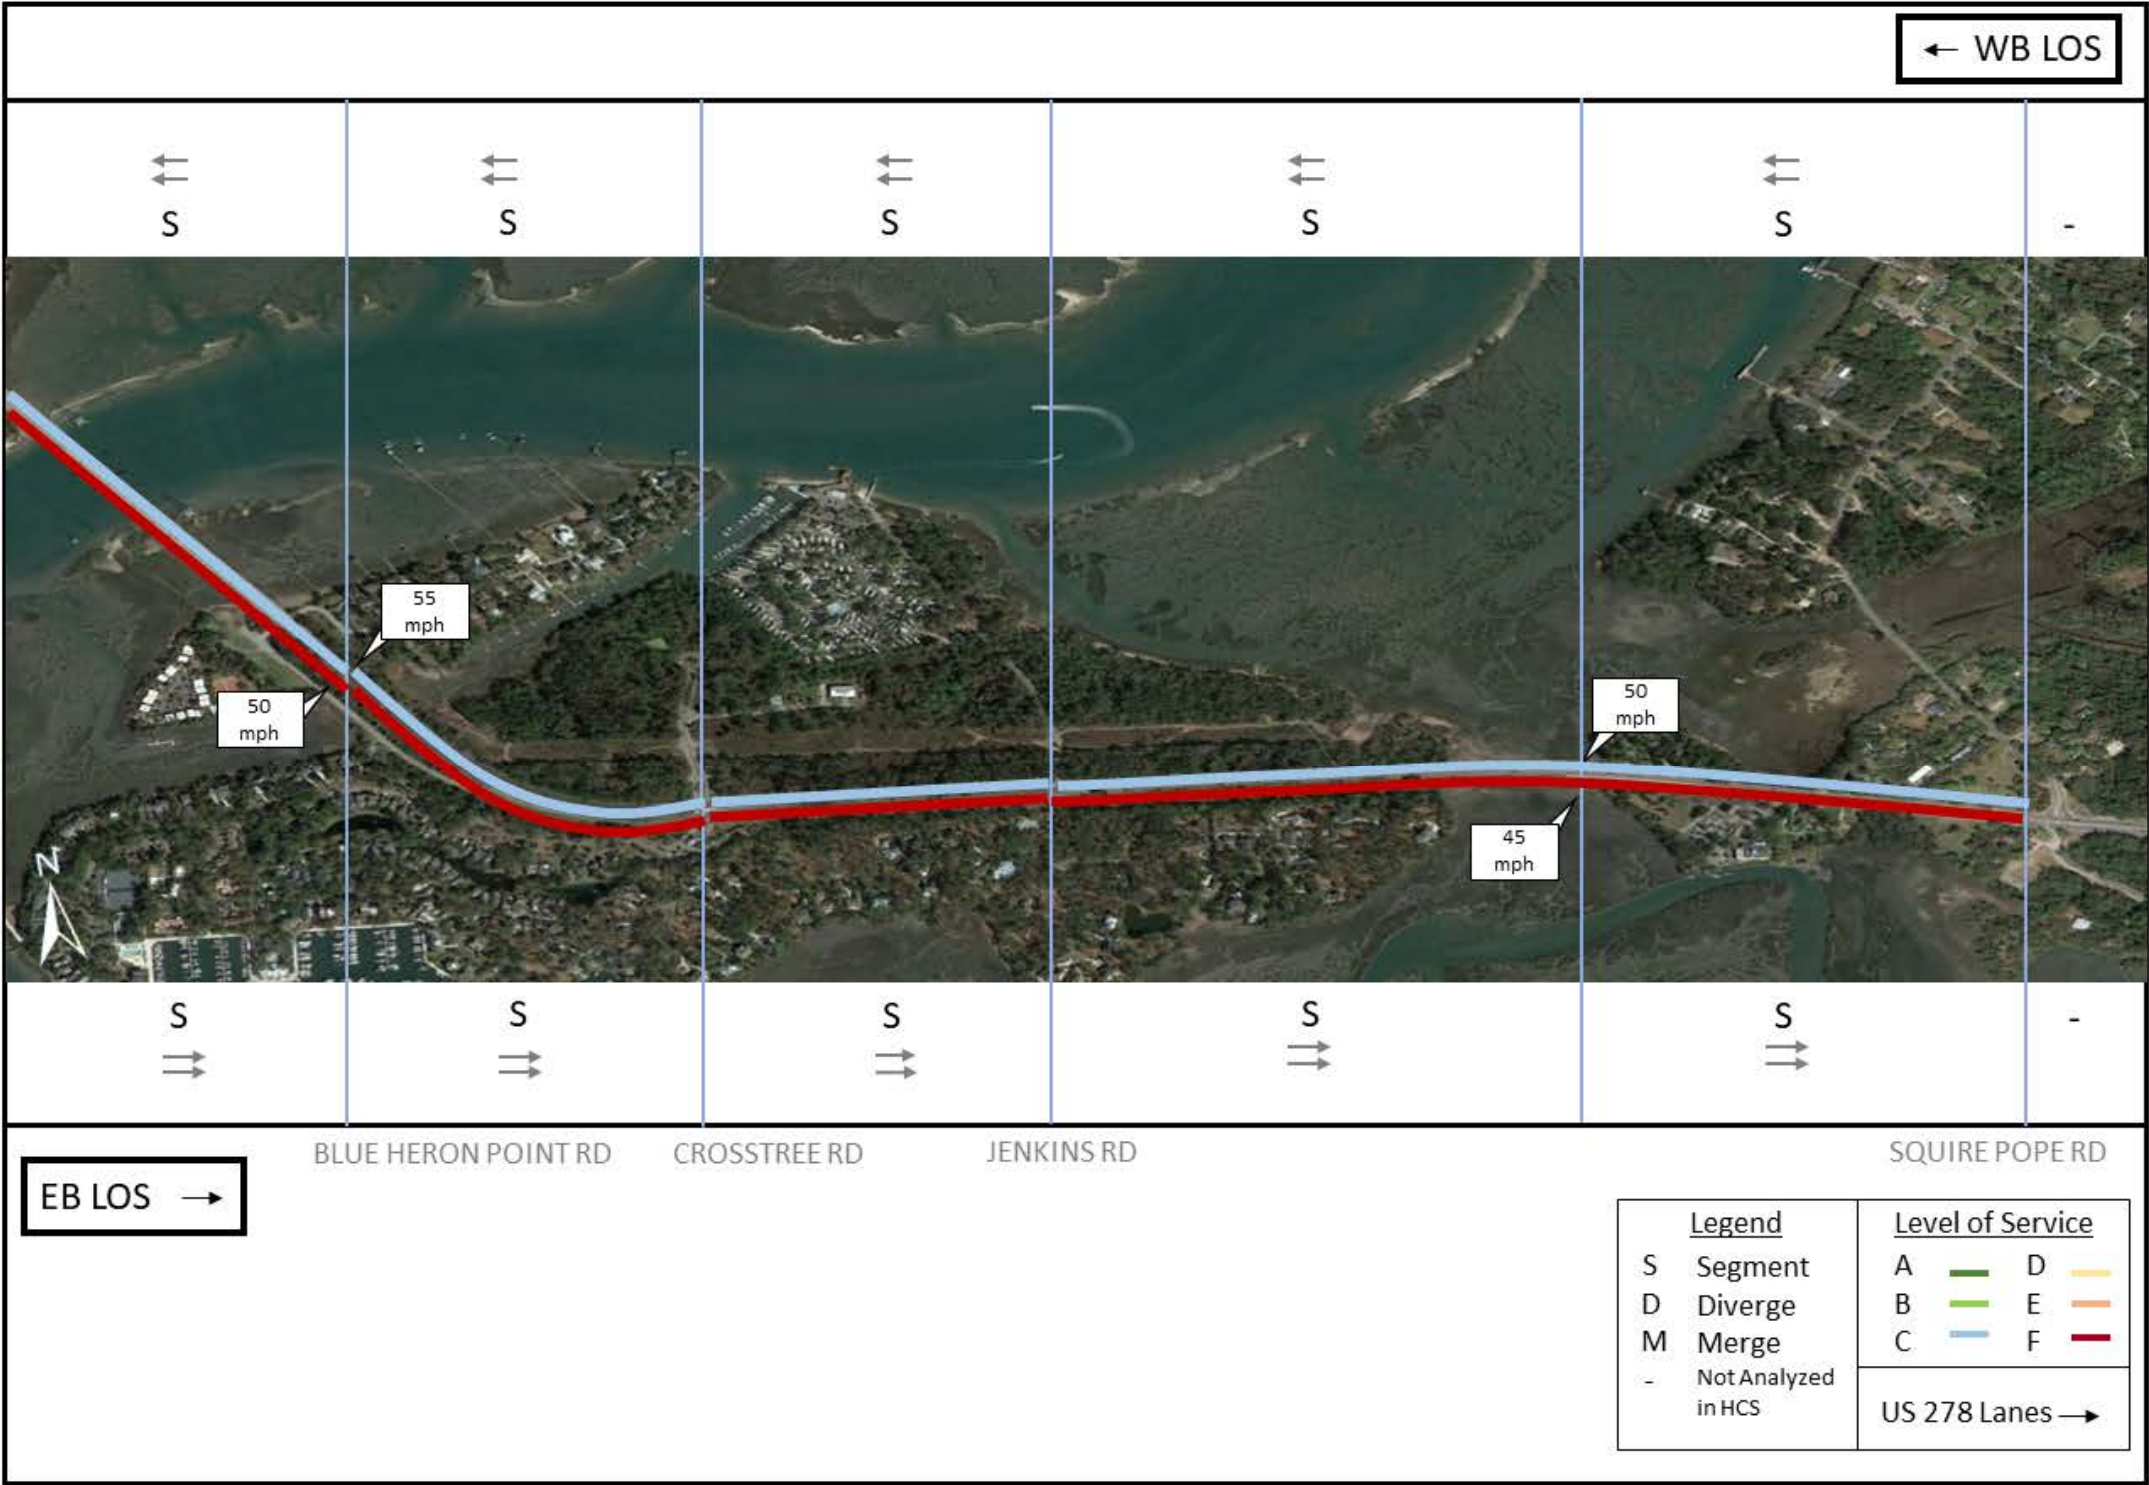 ← WB LOS
S S S S S -
55
mph
50
mph
50
mph
45
mph
N
S S S S S -
BLUE HERON POINT RD CROSSTREE RD JENKINS RD SQUIRE POPE RD
EB LOS →
Legend
S Segment
D Diverge
M Merge
- Not Analyzed
in HCS
Level of Service
A D
B E
C F
US 278 Lanes →